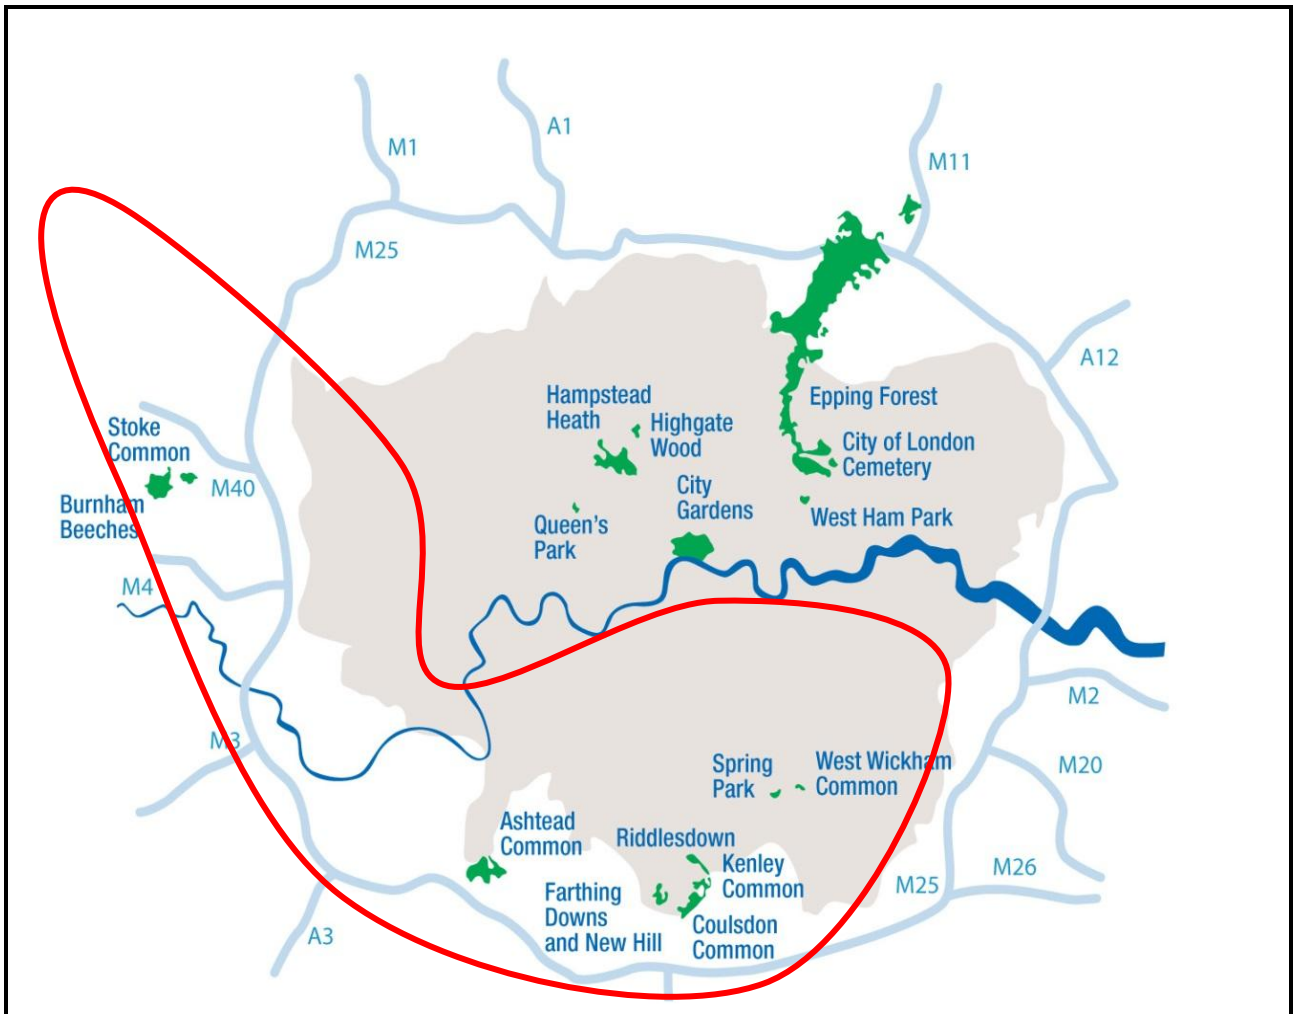 M1
A1
M11
M25
A12
Hampstead
Heath
Highgate
Wood
Epping Forest
Stoke
Common
City of London
Cemetery
M40
City
Gardens
Burnham
Beeches
Queen's
Park
West Ham Park
M4
M2
M3
Spring
Park
West Wickham
Common
M20
Ashtead
Common
Riddlesdown
Kenley
Common
M26
M25
Farthing
Downs
and New Hill
Coulsdon
Common
A3